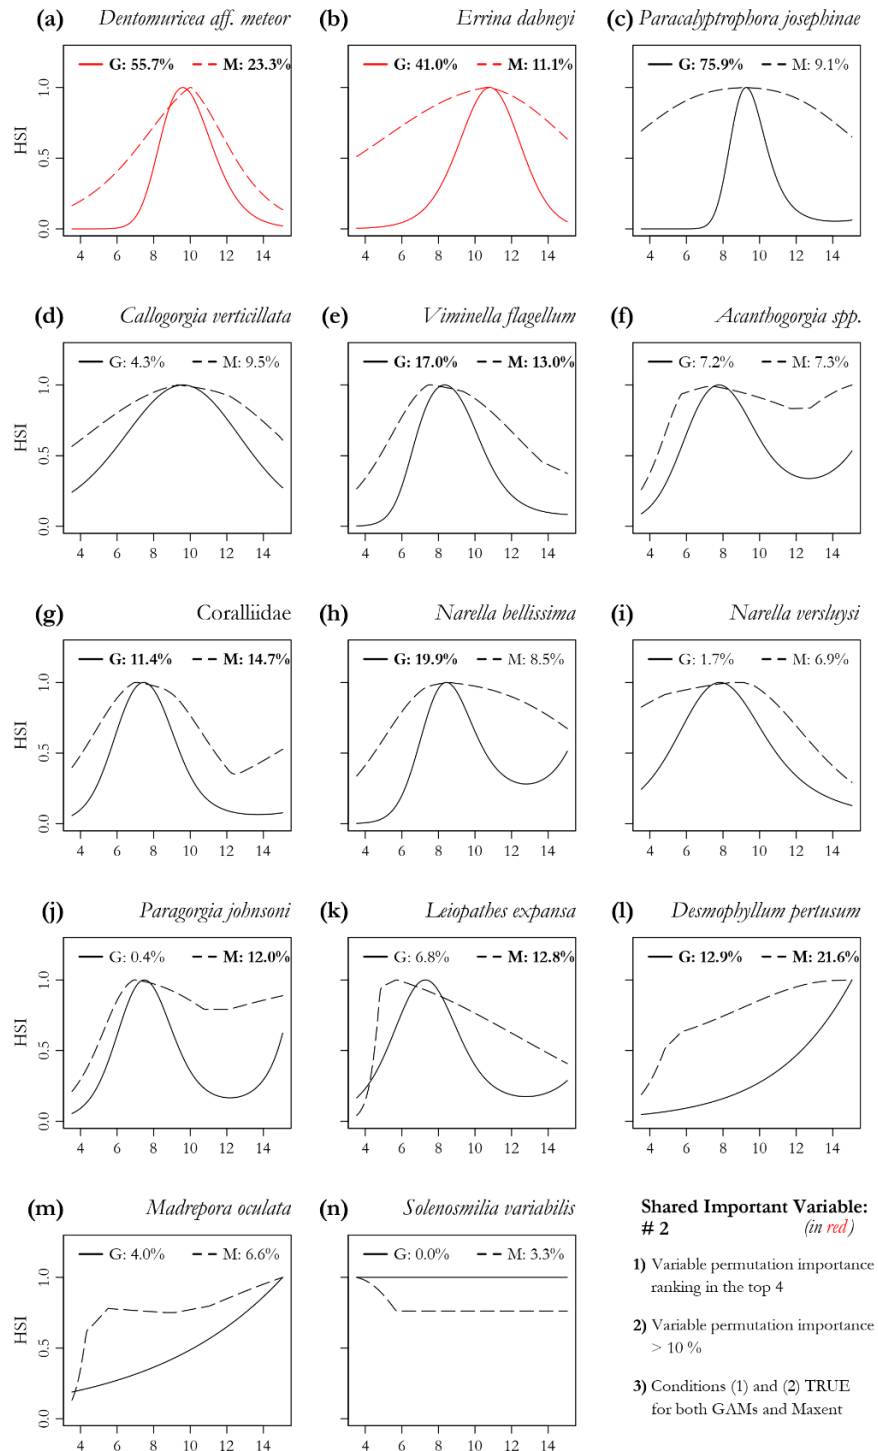 (a) Dentomuricea aff. meteor
(b) Errina dabneyi
(c) Paracalyptrophora josephinae
G: 55.7% M: 23.3%
G: 41.0% M: 11.1%
G: 75.9% M: 9.1%
HSI
0.0 0.5 1.0
4 6 8 10 12 14
4 6 8 10 12 14
4 6 8 10 12 14
(d) Callogorgia verticillata
(e) Viminella flagellum
(f) Acanthogorgia spp.
G: 4.3% M: 9.5%
G: 17.0% M: 13.0%
G: 7.2% M: 7.3%
HSI
0.0 0.5 1.0
4 6 8 10 12 14
4 6 8 10 12 14
4 6 8 10 12 14
(g) Coralliidae
(h) Narella bellissima
(i) Narella versluysi
G: 11.4% M: 14.7%
G: 19.9% M: 8.5%
G: 1.7% M: 6.9%
HSI
0.0 0.5 1.0
4 6 8 10 12 14
4 6 8 10 12 14
4 6 8 10 12 14
(j) Paragorgia johnsoni
(k) Leiopathes expansa
(l) Desmophyllum pertusum
G: 0.4% M: 12.0%
G: 6.8% M: 12.8%
G: 12.9% M: 21.6%
HSI
0.0 0.5 1.0
4 6 8 10 12 14
4 6 8 10 12 14
4 6 8 10 12 14
(m) Madrepora oculata
(n) Solenosmilia variabilis
G: 4.0% M: 6.6%
G: 0.0% M: 3.3%
HSI
0.0 0.5 1.0
4 6 8 10 12 14
4 6 8 10 12 14
Shared Important Variable:
# 2 (in red)
1) Variable permutation importance
ranking in the top 4
2) Variable permutation importance
> 10 %
3) Conditions (1) and (2) TRUE
for both GAMs and Maxent